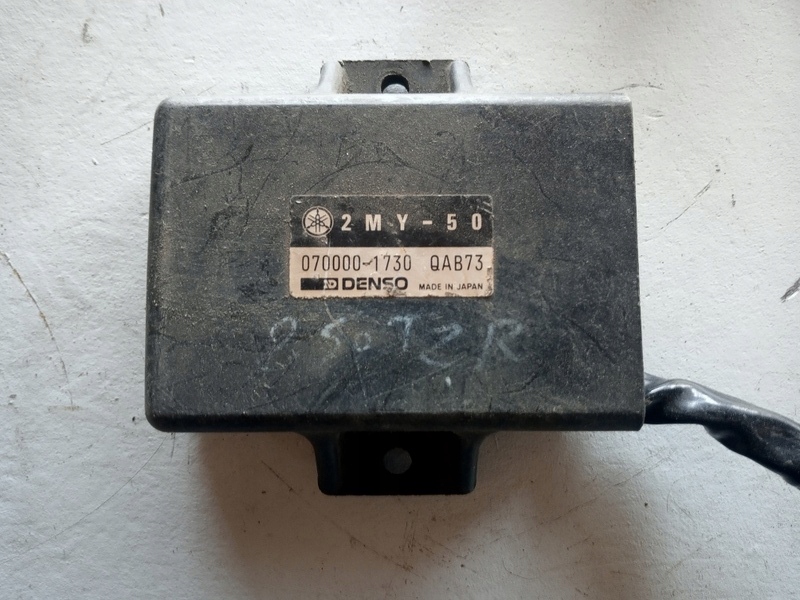 2MY-50
070000-1730 QAB73
DENSO MADE IN JAPAN
250TZR